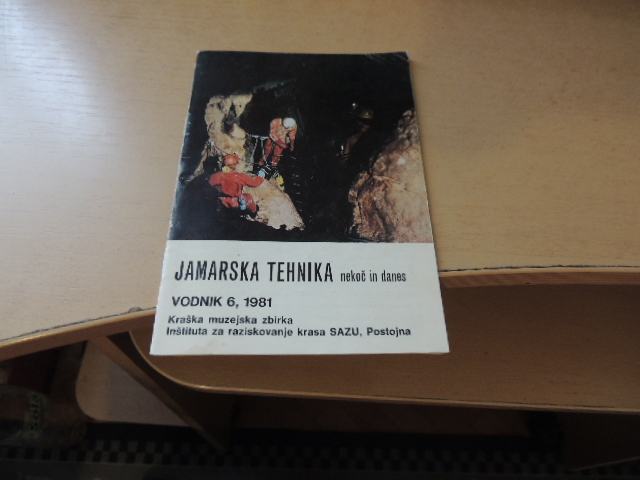 JAMARSKA TEHNIKA nekoč in danes
VODNIK 6, 1981
Kraška muzejska zbirka
Inštituta za raziskovanje krasa SAZU, Postojna